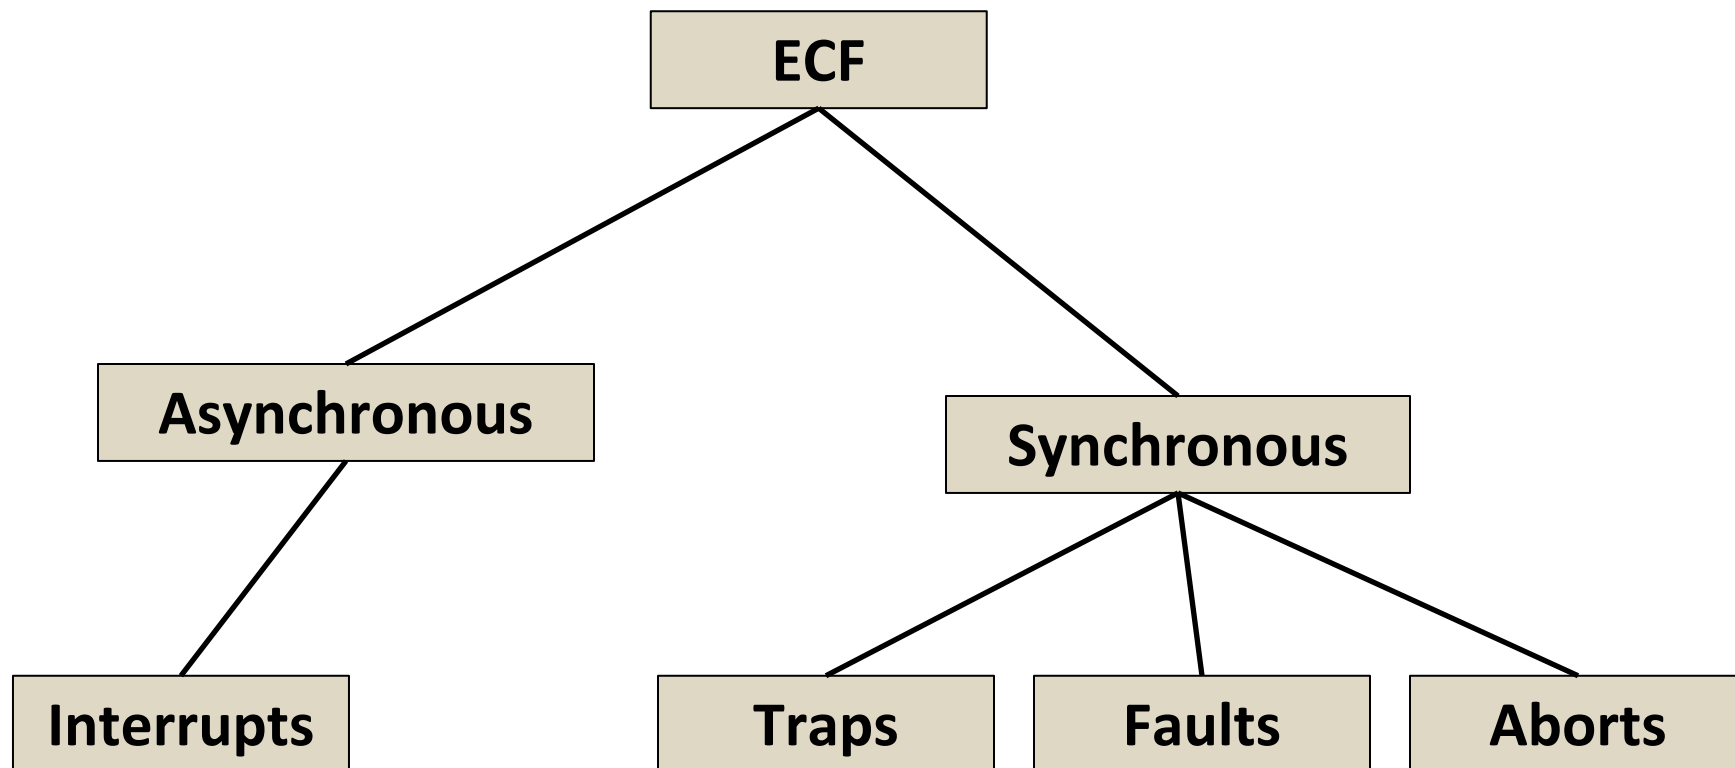 ECF
Asynchronous
Synchronous
Interrupts
Traps
Faults
Aborts